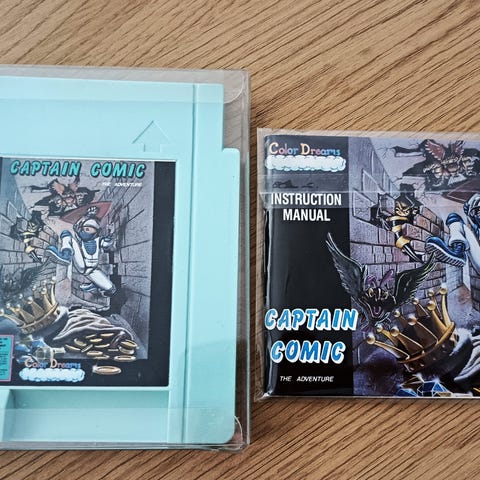 CAPTAIN COMIC
THE ADVENTURE
Color Dreams
Color Dreams
INSTRUCTION
MANUAL
CAPTAIN
COMIC
THE ADVENTURE